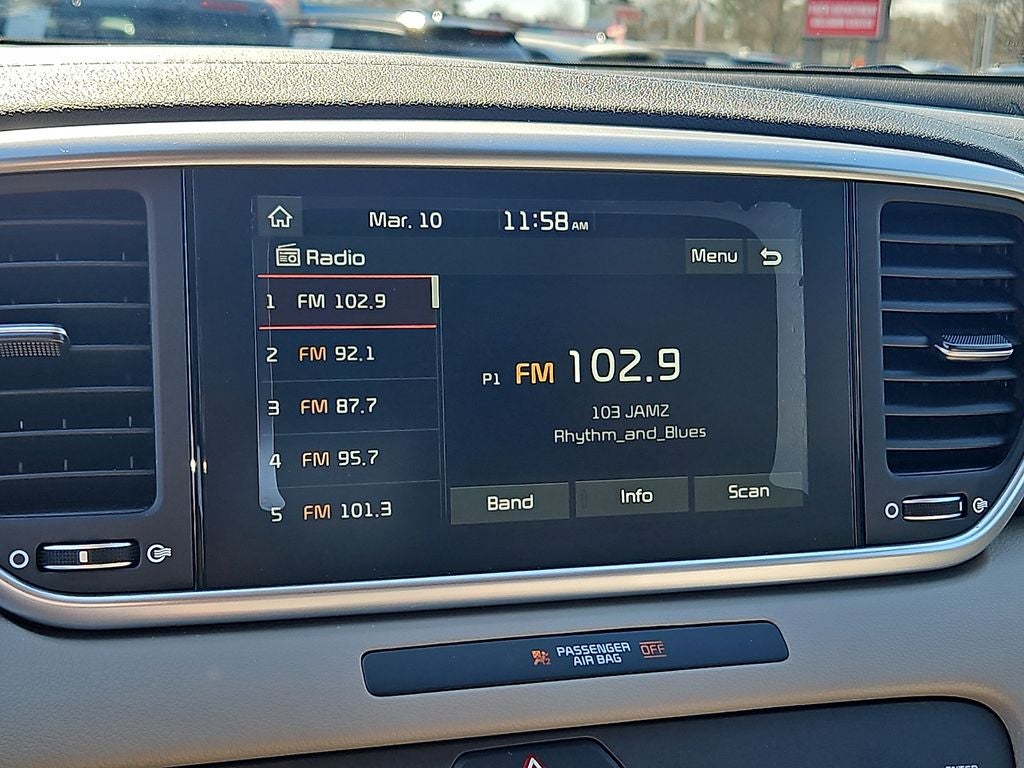 Mar. 10 11:58 AM
Radio
Menu
1 FM 102.9
2 FM 92.1
3 FM 87.7
4 FM 95.7
5 FM 101.3
P1 FM 102.9
103 JAMZ
Rhythm_and_Blues
Band Info Scan
PASSENGER
AIR BAG OFF